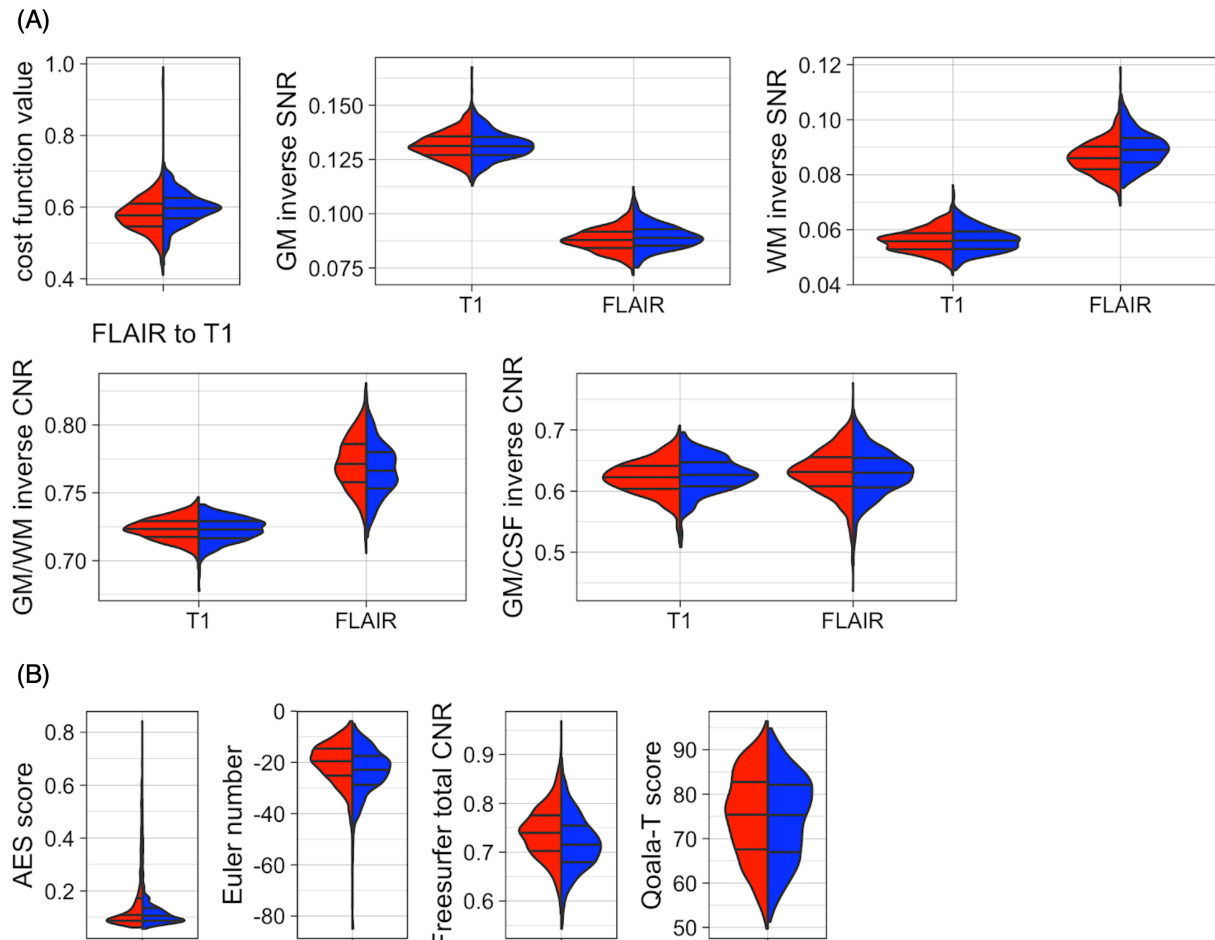 (A)
cost function value
1.0
0.8
0.6
0.4
FLAIR to T1
GM inverse SNR
0.150
0.125
0.100
0.075
T1
FLAIR
WM inverse SNR
0.12
0.10
0.08
0.06
0.04
T1
FLAIR
GM/WM inverse CNR
0.80
0.75
0.70
T1
FLAIR
GM/CSF inverse CNR
0.7
0.6
0.5
T1
FLAIR
(B)
AES score
0.8
0.6
0.4
0.2
Euler number
0
-20
-40
-60
-80
Freesurfer total CNR
0.9
0.8
0.7
0.6
Qoala-T score
90
80
70
60
50